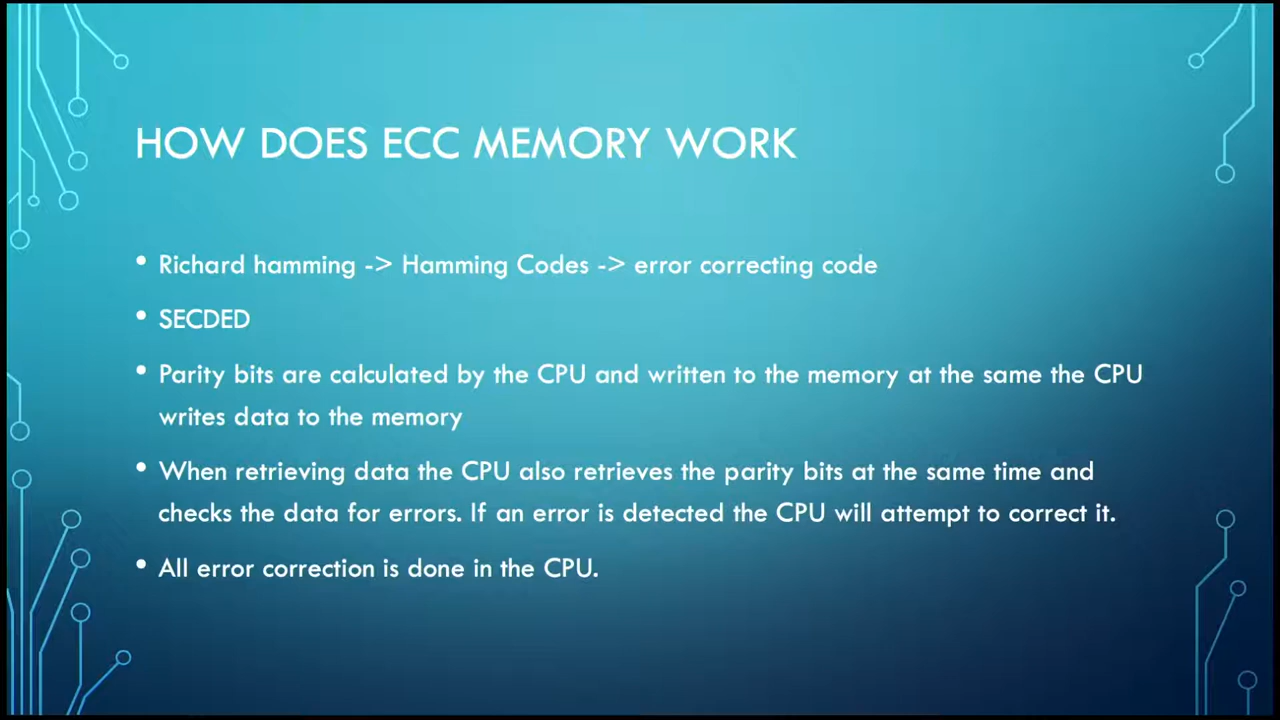 HOW DOES ECC MEMORY WORK
• Richard hamming -> Hamming Codes -> error correcting code
• SECDED
• Parity bits are calculated by the CPU and written to the memory at the same the CPU
writes data to the memory
• When retrieving data the CPU also retrieves the parity bits at the same time and
checks the data for errors. If an error is detected the CPU will attempt to correct it.
• All error correction is done in the CPU.